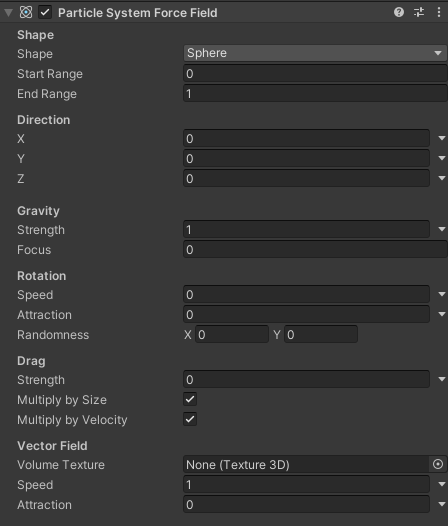 Particle System Force Field
Shape
Shape Sphere
Start Range 0
End Range 1
Direction
X 0
Y 0
Z 0
Gravity
Strength 1
Focus 0
Rotation
Speed 0
Attraction 0
Randomness X 0 Y 0
Drag
Strength 0
Multiply by Size
Multiply by Velocity
Vector Field
Volume Texture None (Texture 3D)
Speed 1
Attraction 0